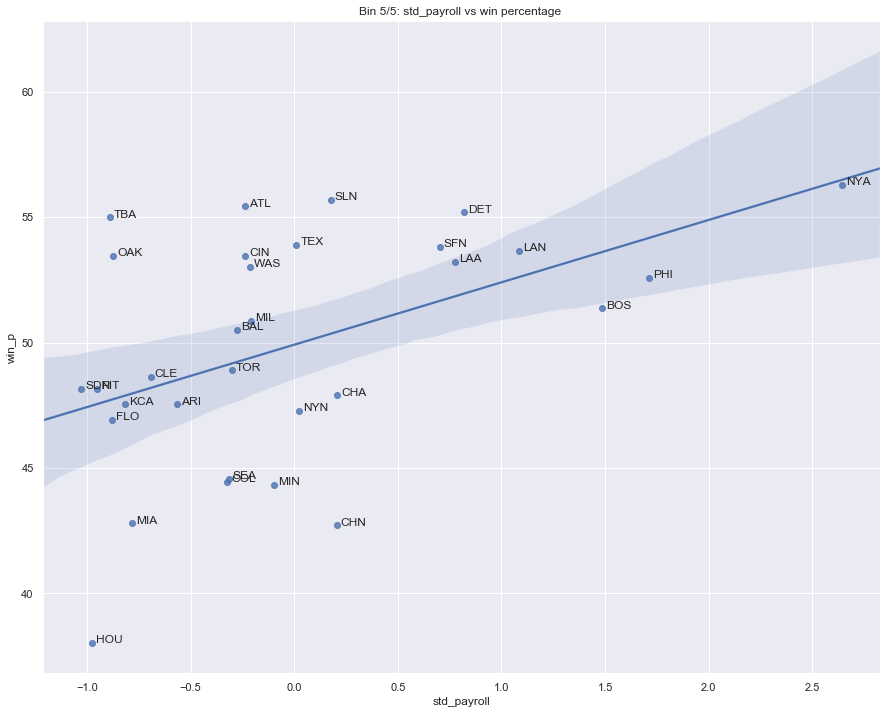 Bin 5/5: std_payroll vs win percentage
60
NYA
ATL
SLN
DET
55
TBA
TEX
SFN
LAN
OAK
CIN
LAA
WAS
PHI
BOS
MIL
BAL
50
TOR
CLE
SDN
PIT
CHA
KCA
ARI
NYN
FLO
45
SEA
COL
MIN
MIA
CHN
40
HOU
win_p
−1.0 −0.5 0.0 0.5 1.0 1.5 2.0 2.5
std_payroll